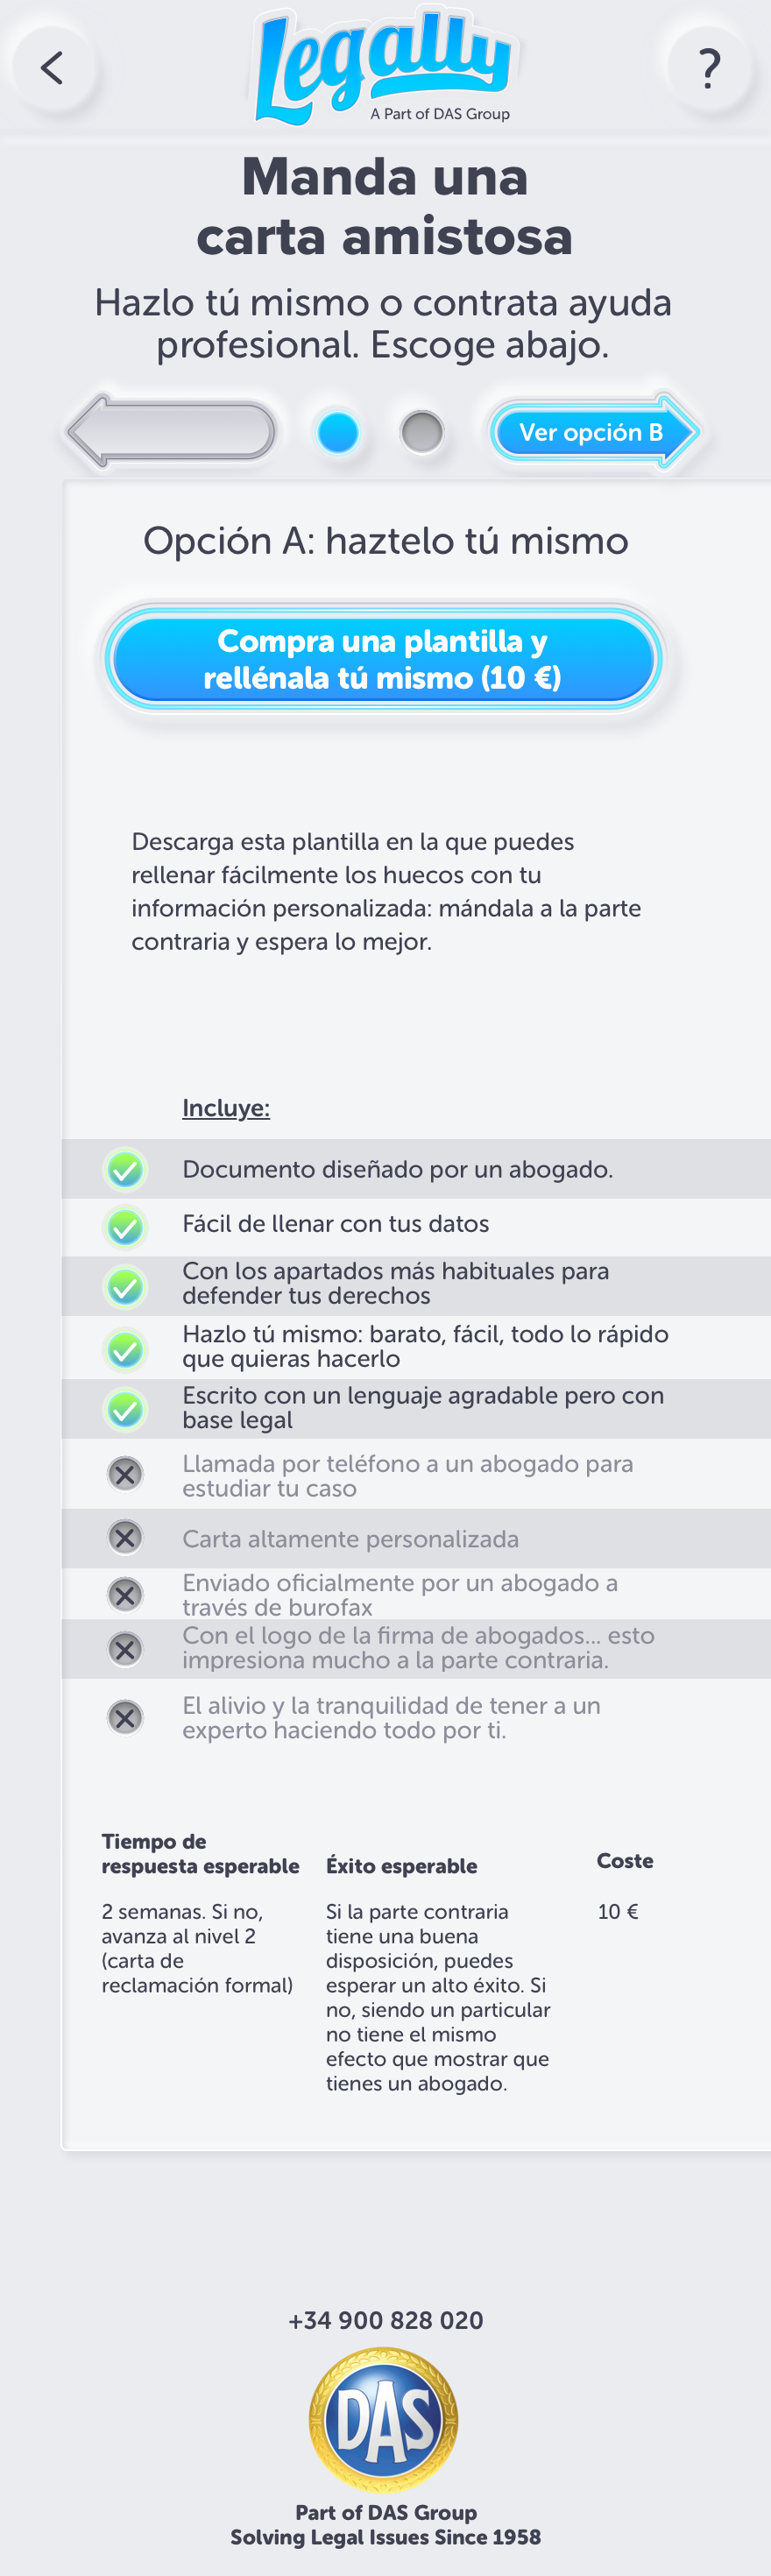 Legally
A Part of DAS Group
?
Manda una
carta amistosa
Hazlo tú mismo o contrata ayuda
profesional. Escoge abajo.
Ver opción B
Opción A: haztelo tú mismo
Compra una plantilla y
rellénala tú mismo (10 €)
Descarga esta plantilla en la que puedes
rellenar fácilmente los huecos con tu
información personalizada: mándala a la parte
contraria y espera lo mejor.
Incluye:
Documento diseñado por un abogado.
Fácil de llenar con tus datos
Con los apartados más habituales para
defender tus derechos
Hazlo tú mismo: barato, fácil, todo lo rápido
que quieras hacerlo
Escrito con un lenguaje agradable pero con
base legal
Llamada por teléfono a un abogado para
estudiar tu caso
Carta altamente personalizada
Enviado oficialmente por un abogado a
través de burofax
Con el logo de la firma de abogados... esto
impresiona mucho a la parte contraria.
El alivio y la tranquilidad de tener a un
experto haciendo todo por ti.
Tiempo de
respuesta esperable
2 semanas. Si no,
avanza al nivel 2
(carta de
reclamación formal)
Éxito esperable
Si la parte contraria
tiene una buena
disposición, puedes
esperar un alto éxito. Si
no, siendo un particular
no tiene el mismo
efecto que mostrar que
tienes un abogado.
Coste
10 €
+34 900 828 020
DAS
Part of DAS Group
Solving Legal Issues Since 1958